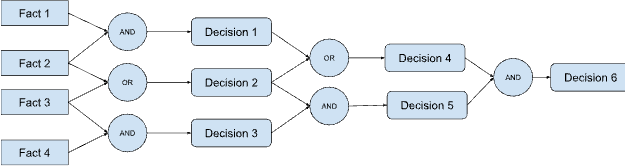 Fact 1
AND
Decision 1
Fact 2
OR
Decision 4
OR
Decision 2
AND
Decision 6
Fact 3
AND
Decision 5
AND
Decision 3
Fact 4